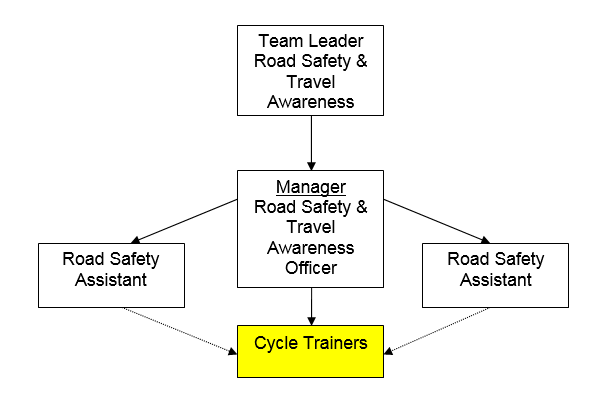 Team Leader
Road Safety &
Travel
Awareness
Manager
Road Safety &
Travel
Awareness
Officer
Road Safety
Assistant
Road Safety
Assistant
Cycle Trainers